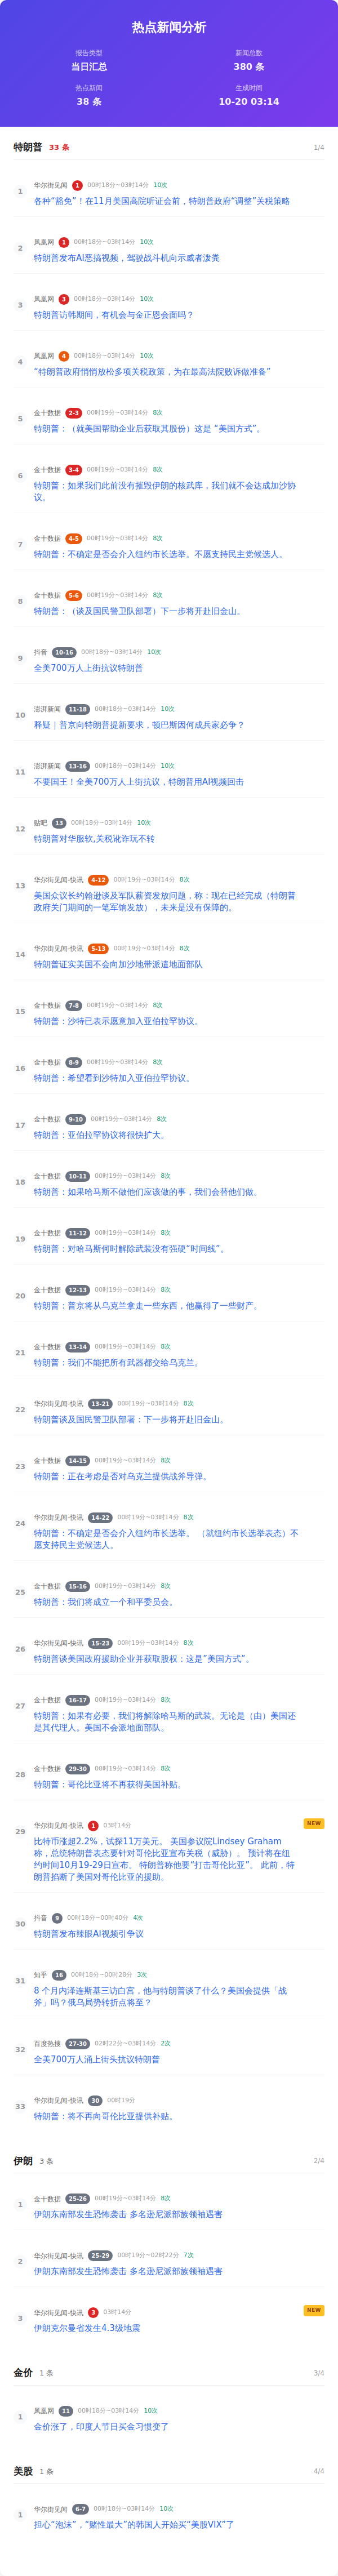 热点新闻分析
报告类型
新闻总数
当日汇总
380 条
热点新闻
生成时间
38 条
10-20 03:14
特朗普 33 条 1/4
1 华尔街见闻 1 00时18分~03时14分 10次
各种“豁免”！在11月美国高院听证会前，特朗普政府“调整”关税政策
2 凤凰网 1 00时18分~03时14分 10次
特朗普发布AI恶搞视频，驾驶战斗机向示威者泼粪
3 凤凰网 3 00时18分~03时14分 10次
特朗普访韩期间，有机会与金正恩会面吗？
4 凤凰网 4 00时18分~03时14分 10次
“特朗普政府悄悄放松多项关税政策，为在最高法院败诉做准备”
5 金十数据 2-3 00时19分~03时14分 8次
特朗普：（就美国帮助企业后获取其股份）这是 “美国方式”。
6 金十数据 3-4 00时19分~03时14分 8次
特朗普：如果我们此前没有摧毁伊朗的核武库，我们就不会达成加沙协
议。
7 金十数据 4-5 00时19分~03时14分 8次
特朗普：不确定是否会介入纽约市长选举。不愿支持民主党候选人。
8 金十数据 5-6 00时19分~03时14分 8次
特朗普：（谈及国民警卫队部署）下一步将开赴旧金山。
9 抖音 10-16 00时18分~03时14分 10次
全美700万人上街抗议特朗普
10 澎湃新闻 11-18 00时18分~03时14分 10次
释疑｜普京向特朗普提新要求，顿巴斯因何成兵家必争？
11 澎湃新闻 13-16 00时18分~03时14分 10次
不要国王！全美700万人上街抗议，特朗普用AI视频回击
12 贴吧 13 00时18分~03时14分 10次
特朗普对华服软,关税讹诈玩不转
13 华尔街见闻-快讯 4-12 00时19分~03时14分 8次
美国众议长约翰逊谈及军队薪资发放问题，称：现在已经完成（特朗普
政府关门期间的一笔军饷发放），未来是没有保障的。
14 华尔街见闻-快讯 5-13 00时19分~03时14分 8次
特朗普证实美国不会向加沙地带派遣地面部队
15 金十数据 7-8 00时19分~03时14分 8次
特朗普：沙特已表示愿意加入亚伯拉罕协议。
16 金十数据 8-9 00时19分~03时14分 8次
特朗普：希望看到沙特加入亚伯拉罕协议。
17 金十数据 9-10 00时19分~03时14分 8次
特朗普：亚伯拉罕协议将很快扩大。
18 金十数据 10-11 00时19分~03时14分 8次
特朗普：如果哈马斯不做他们应该做的事，我们会替他们做。
19 金十数据 11-12 00时19分~03时14分 8次
特朗普：对哈马斯何时解除武装没有强硬“时间线”。
20 金十数据 12-13 00时19分~03时14分 8次
特朗普：普京将从乌克兰拿走一些东西，他赢得了一些财产。
21 金十数据 13-14 00时19分~03时14分 8次
特朗普：我们不能把所有武器都交给乌克兰。
22 华尔街见闻-快讯 13-21 00时19分~03时14分 8次
特朗普谈及国民警卫队部署：下一步将开赴旧金山。
23 金十数据 14-15 00时19分~03时14分 8次
特朗普：正在考虑是否对乌克兰提供战斧导弹。
24 华尔街见闻-快讯 14-22 00时19分~03时14分 8次
特朗普：不确定是否会介入纽约市长选举。 （就纽约市长选举表态）不
愿支持民主党候选人。
25 金十数据 15-16 00时19分~03时14分 8次
特朗普：我们将成立一个和平委员会。
26 华尔街见闻-快讯 15-23 00时19分~03时14分 8次
特朗普谈美国政府援助企业并获取股权：这是“美国方式”。
27 金十数据 16-17 00时19分~03时14分 8次
特朗普：如果有必要，我们将解除哈马斯的武装。无论是（由）美国还
是其代理人。美国不会派地面部队。
28 金十数据 29-30 00时19分~03时14分 8次
特朗普：哥伦比亚将不再获得美国补贴。
29 华尔街见闻-快讯 1 03时14分 NEW
比特币涨超2.2%，试探11万美元。 美国参议院Lindsey Graham
称，总统特朗普表态要针对哥伦比亚宣布关税（威胁）。 预计将在纽
约时间10月19-29日宣布。 特朗普称他要“打击哥伦比亚”。 此前，特
朗普掐断了美国对哥伦比亚的援助。
30 抖音 9 00时18分~00时40分 4次
特朗普发布辣眼AI视频引争议
31 知乎 16 00时18分~00时28分 3次
8 个月内泽连斯基三访白宫，他与特朗普谈了什么？美国会提供「战
斧」吗？俄乌局势转折点将至？
32 百度热搜 27-30 02时22分~03时14分 2次
全美700万人涌上街头抗议特朗普
33 华尔街见闻-快讯 30 00时19分
特朗普：将不再向哥伦比亚提供补贴。
伊朗 3 条 2/4
1 金十数据 25-26 00时19分~03时14分 8次
伊朗东南部发生恐怖袭击 多名逊尼派部族领袖遇害
2 华尔街见闻-快讯 25-29 00时19分~02时22分 7次
伊朗东南部发生恐怖袭击 多名逊尼派部族领袖遇害
3 华尔街见闻-快讯 3 03时14分 NEW
伊朗克尔曼省发生4.3级地震
金价 1 条 3/4
1 凤凰网 11 00时18分~03时14分 10次
金价涨了，印度人节日买金习惯变了
美股 1 条 4/4
1 华尔街见闻 6-7 00时18分~03时14分 10次
担心“泡沫”，“赌性最大”的韩国人开始买“美股VIX”了